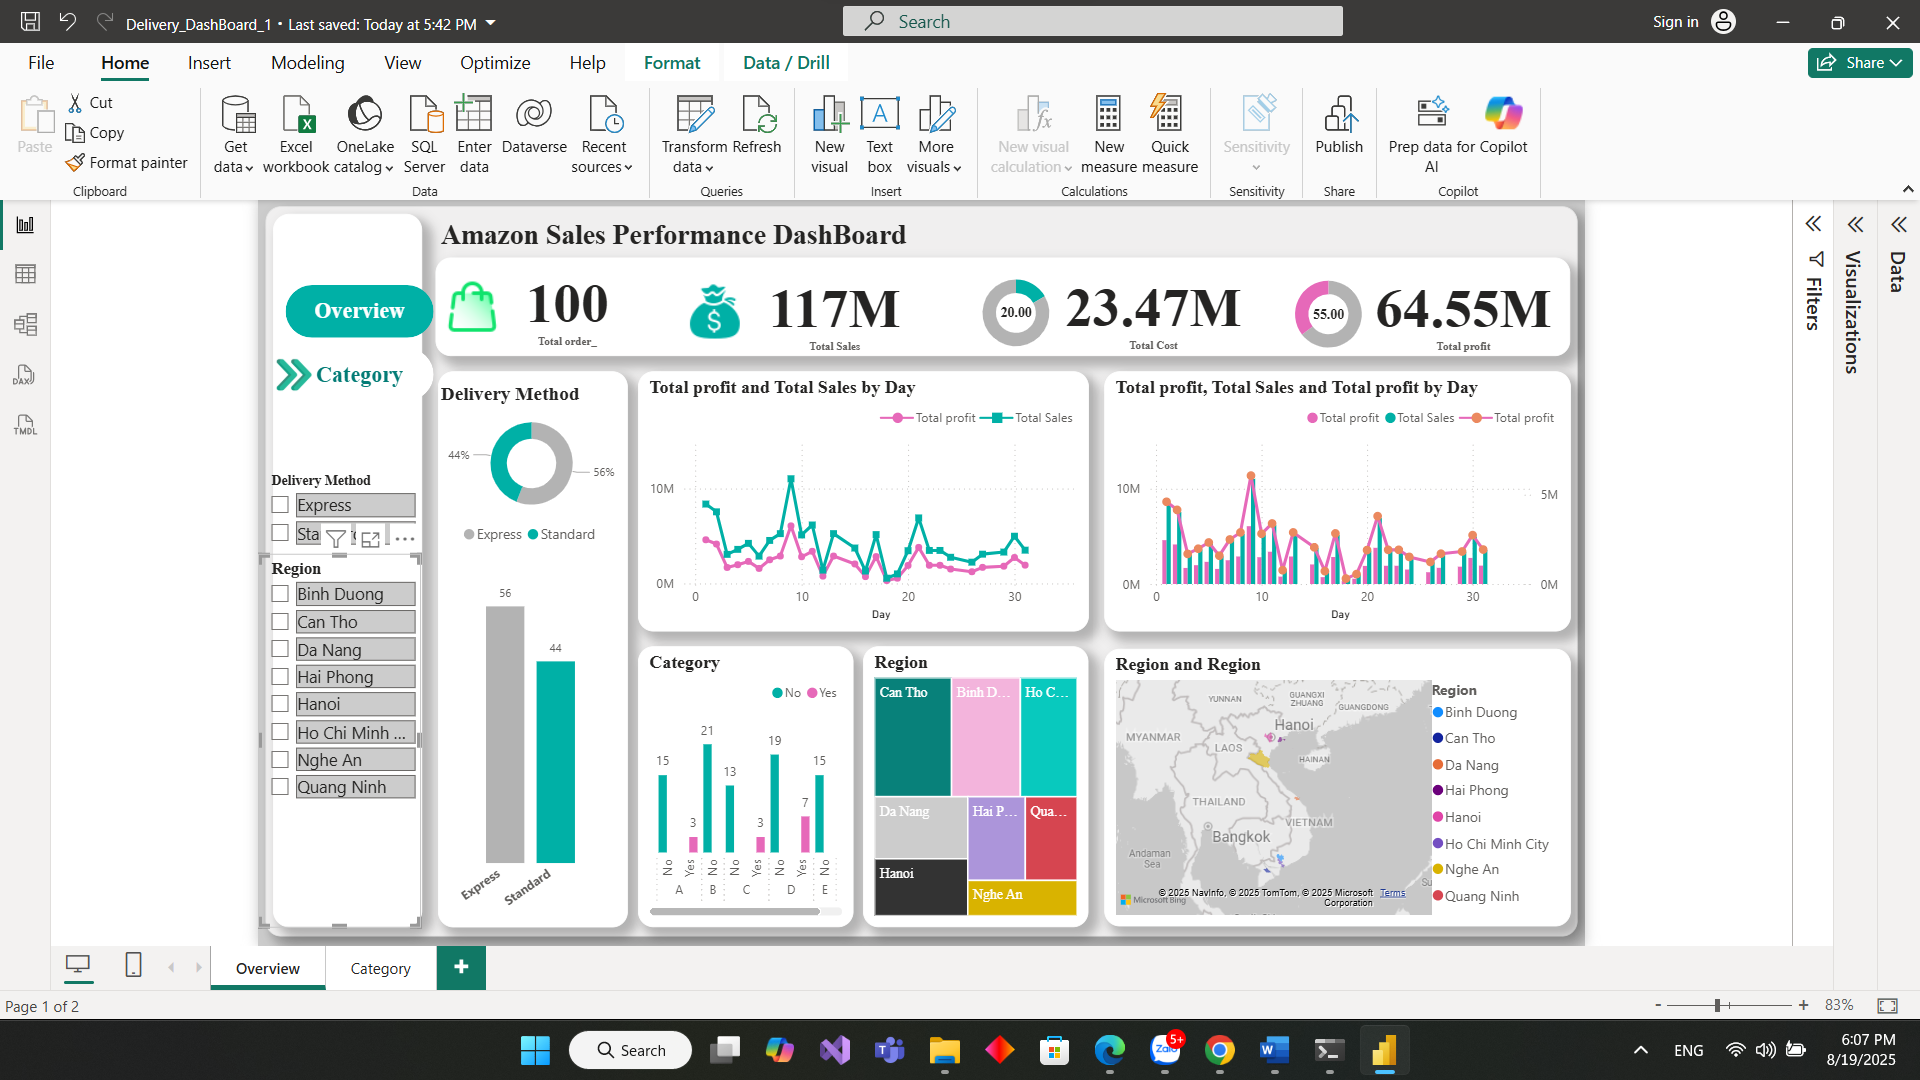 Delivery_DashBoard_1 • Last saved: Today at 5:42 PM
Search
Sign in
File Home Insert Modeling View Optimize Help Format Data / Drill
Share
Paste
Cut
Copy
Format painter
Clipboard
Get data
Excel workbook
OneLake catalog
SQL Server
Enter data
Dataverse
Recent sources
Data
Transform data
Refresh
Queries
New visual
Text box
More visuals
Insert
New visual calculation
New measure
Quick measure
Calculations
Sensitivity
Sensitivity
Publish
Share
Prep data for AI
Copilot
Copilot
DAX
TMDL
Filters
Visualizations
Data
Amazon Sales Performance DashBoard
Overview
Category
100
Total order_
117M
Total Sales
20.00
23.47M
Total Cost
55.00
64.55M
Total profit
Delivery Method
Express
Sta
Region
Binh Duong
Can Tho
Da Nang
Hai Phong
Hanoi
Ho Chi Minh ...
Nghe An
Quang Ninh
Delivery Method
44%
56%
Express Standard
56
44
Express
Standard
Total profit and Total Sales by Day
Total profit Total Sales
10M
0M
0 10 20 30
Day
Total profit, Total Sales and Total profit by Day
Total profit Total Sales Total profit
10M
0M
5M
0M
0 10 20 30
Day
Category
No Yes
15 3 21 13 3 19 7 15
No Yes No No Yes No Yes No
A B C D E
Region
Can Tho
Binh D...
Ho C...
Da Nang
Hai P...
Qua...
Hanoi
Nghe An
Region and Region
YUNNAN
GUANGXI ZHUANG
GUANGDONG
MYANMAR
Hanoi
LAOS
HAINAN
THAILAND
VIETNAM
Bangkok
Andaman Sea
Su
Microsoft Bing
© 2025 NavInfo, © 2025 TomTom, © 2025 Microsoft Corporation
Terms
Region
Binh Duong
Can Tho
Da Nang
Hai Phong
Hanoi
Ho Chi Minh City
Nghe An
Quang Ninh
Overview
Category
Page 1 of 2
- + 83%
Search
Zalo
5+
ENG
6:07 PM
8/19/2025